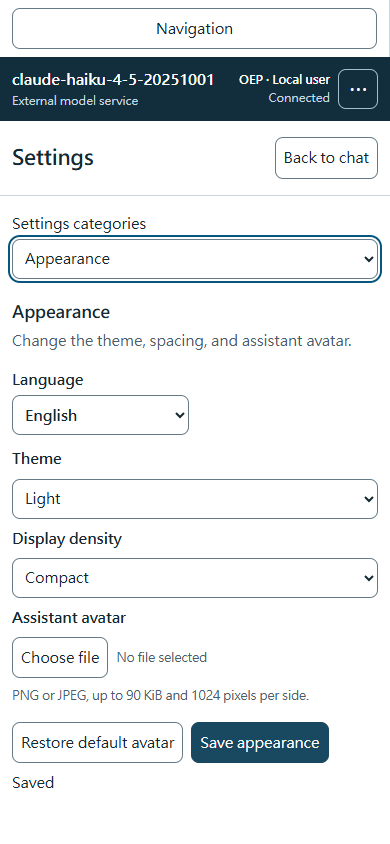 Navigation
claude-haiku-4-5-20251001
OEP · Local user
External model service
Connected
...
Settings
Back to chat
Settings categories
Appearance
Appearance
Change the theme, spacing, and assistant avatar.
Language
English
Theme
Light
Display density
Compact
Assistant avatar
Choose file
No file selected
PNG or JPEG, up to 90 KiB and 1024 pixels per side.
Restore default avatar
Save appearance
Saved